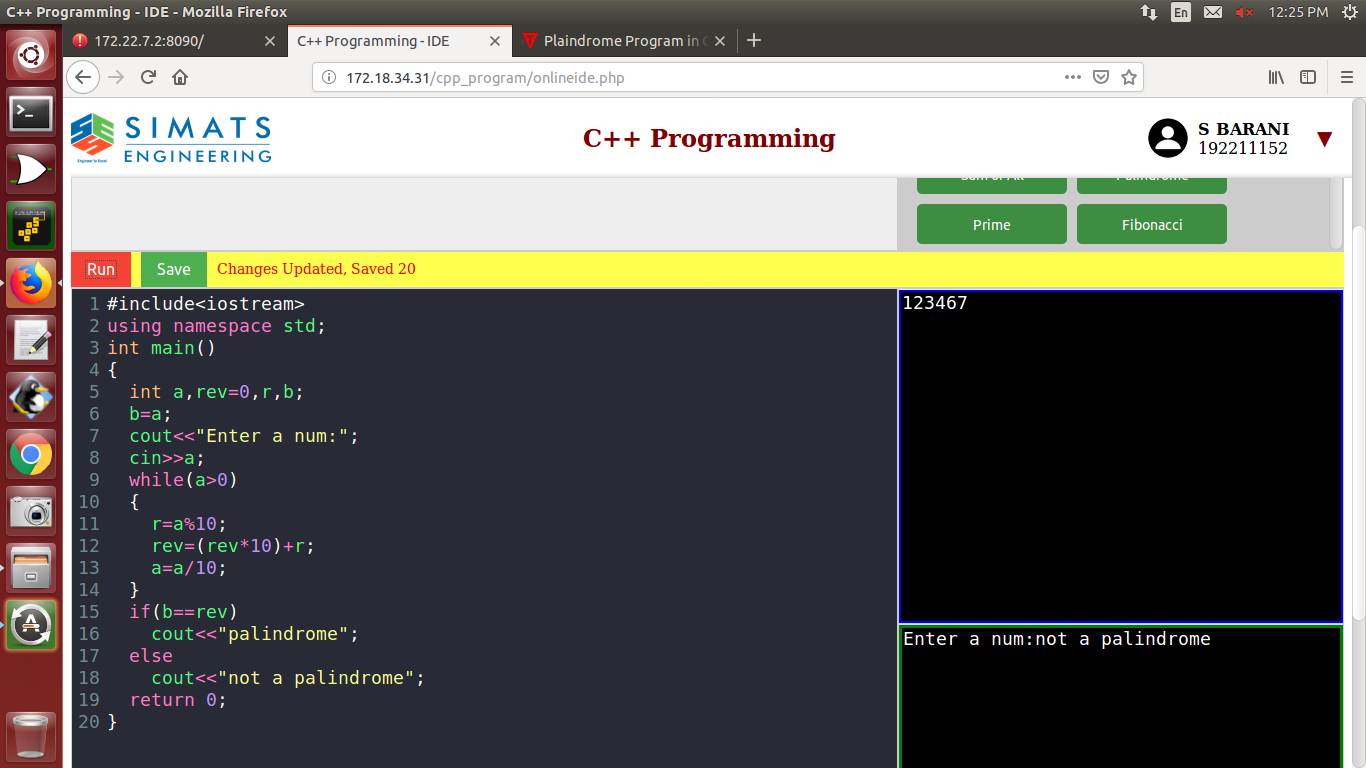 C++ Programming - IDE - Mozilla Firefox
En
12:25 PM
172.22.7.2:8090/
C++ Programming - IDE
Plaindrome Program in C
172.18.34.31/cpp_program/onlineide.php
SIMATS
ENGINEERING
Engineer to Excel
C++ Programming
S BARANI
192211152
Sum of All
Palindrome
Prime
Fibonacci
Run
Save
Changes Updated, Saved 20
1 #include<iostream>
2 using namespace std;
3 int main()
4 {
5   int a,rev=0,r,b;
6   b=a;
7   cout<<"Enter a num:";
8   cin>>a;
9   while(a>0)
10   {
11     r=a%10;
12     rev=(rev*10)+r;
13     a=a/10;
14   }
15   if(b==rev)
16     cout<<"palindrome";
17   else
18     cout<<"not a palindrome";
19   return 0;
20 }
123467
Enter a num:not a palindrome